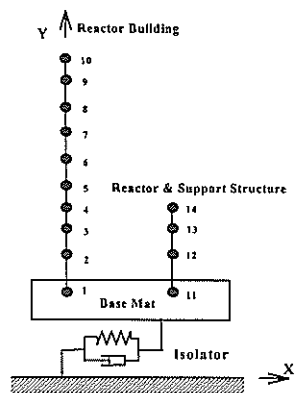 Y Reactor Building
10
9
8
7
6
5
4
3
2
1
Reactor & Support Structure
14
13
12
11
Base Mat
Isolator
X